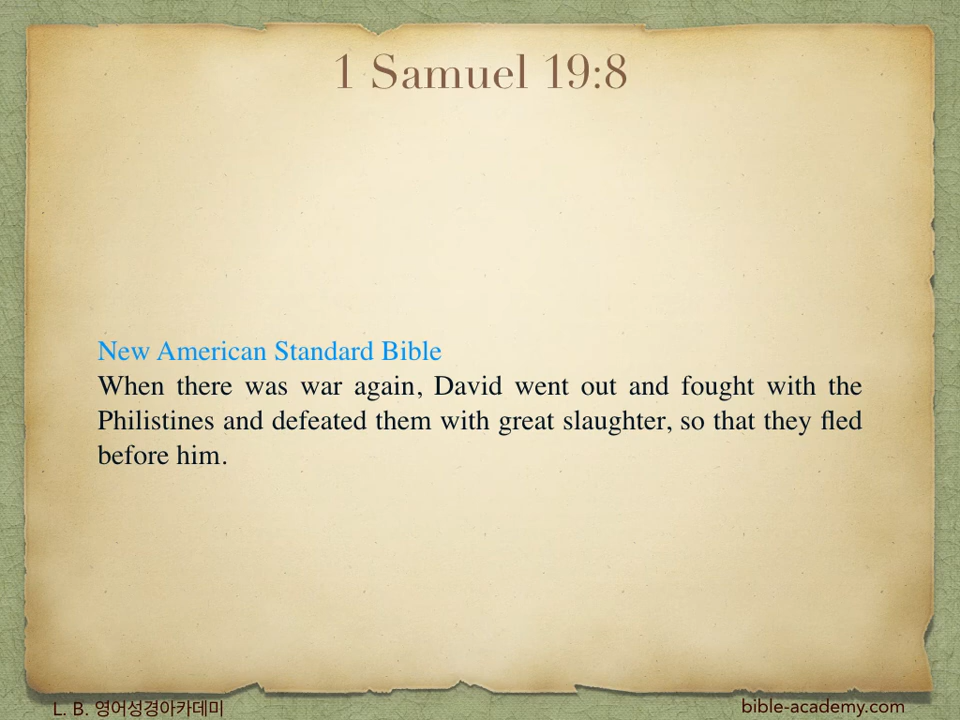 1 Samuel 19:8
New American Standard Bible
When there was war again, David went out and fought with the
Philistines and defeated them with great slaughter, so that they fled
before him.
L. B. 영어성경아카데미
bible-academy.com